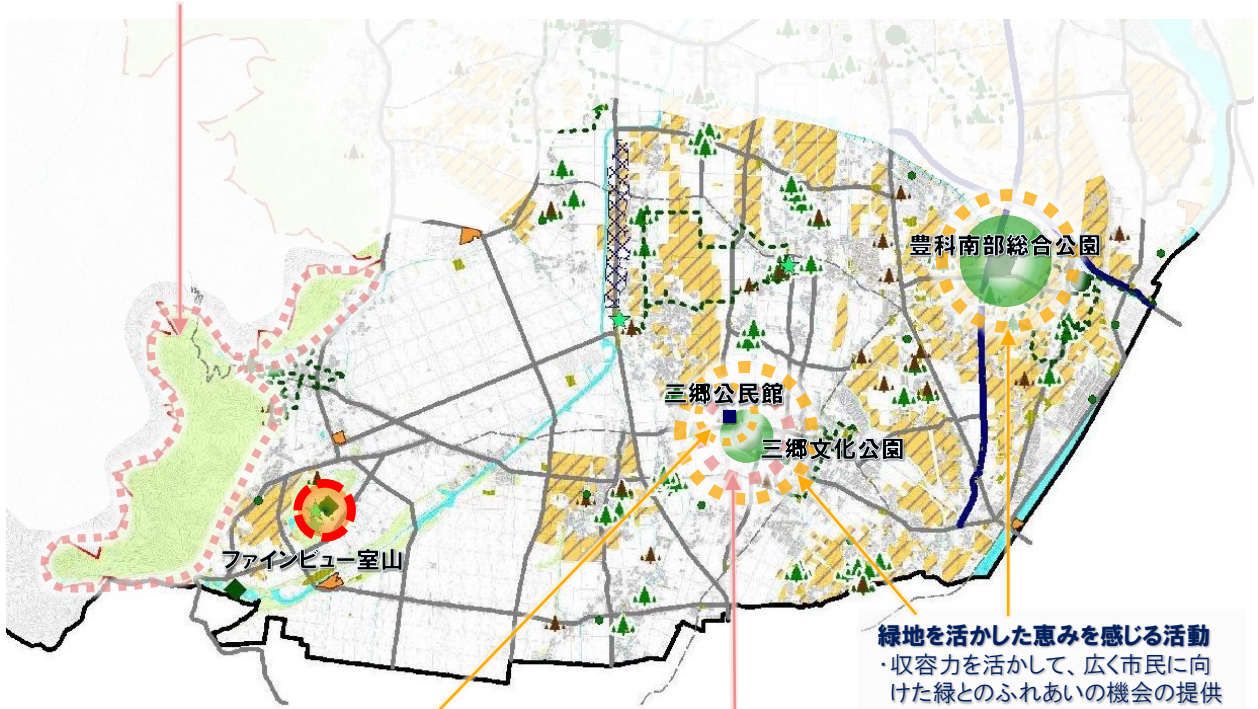 豊科南部総合公園
三郷公民館
三郷文化公園
ファインビュー室山
緑地を活かした恵みを感じる活動
・収容力を活かして、広く市民に向
けた緑とのふれあいの機会の提供